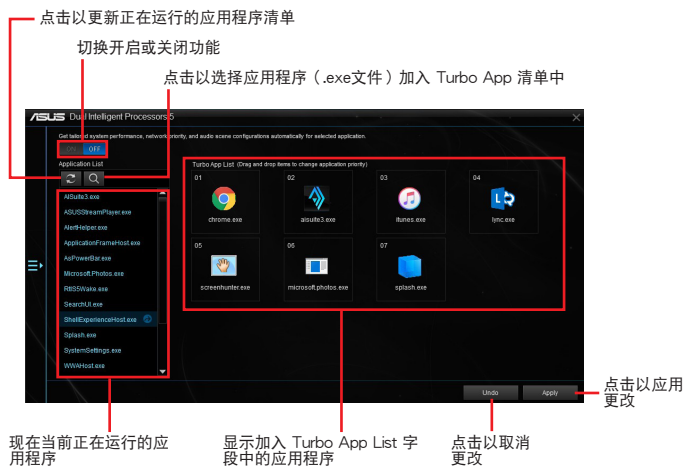 点击以更新正在运行的应用程序清单
切换开启或关闭功能
点击以选择应用程序（.exe文件）加入 Turbo App 清单中
ASUS Dual Intelligent Processors 5
Get tailored system performance, network priority, and audio scene configurations automatically for selected application.
ON OFF
Application List
Turbo App List (Drag and drop items to change application priority)
AISuite3.exe
ASUSStreamPlayer.exe
AlertHelper.exe
ApplicationFrameHost.exe
AsPowerBar.exe
Microsoft.Photos.exe
RtlS5Wake.exe
SearchUI.exe
ShellExperienceHost.exe
Splash.exe
SystemSettings.exe
WWAHost.exe
01
chrome.exe
02
aisuite3.exe
03
itunes.exe
04
lync.exe
05
screenhunter.exe
06
microsoft.photos.exe
07
splash.exe
Undo
Apply
点击以应用
更改
现在当前正在运行的应
用程序
显示加入 Turbo App List 字
段中的应用程序
点击以取消
更改